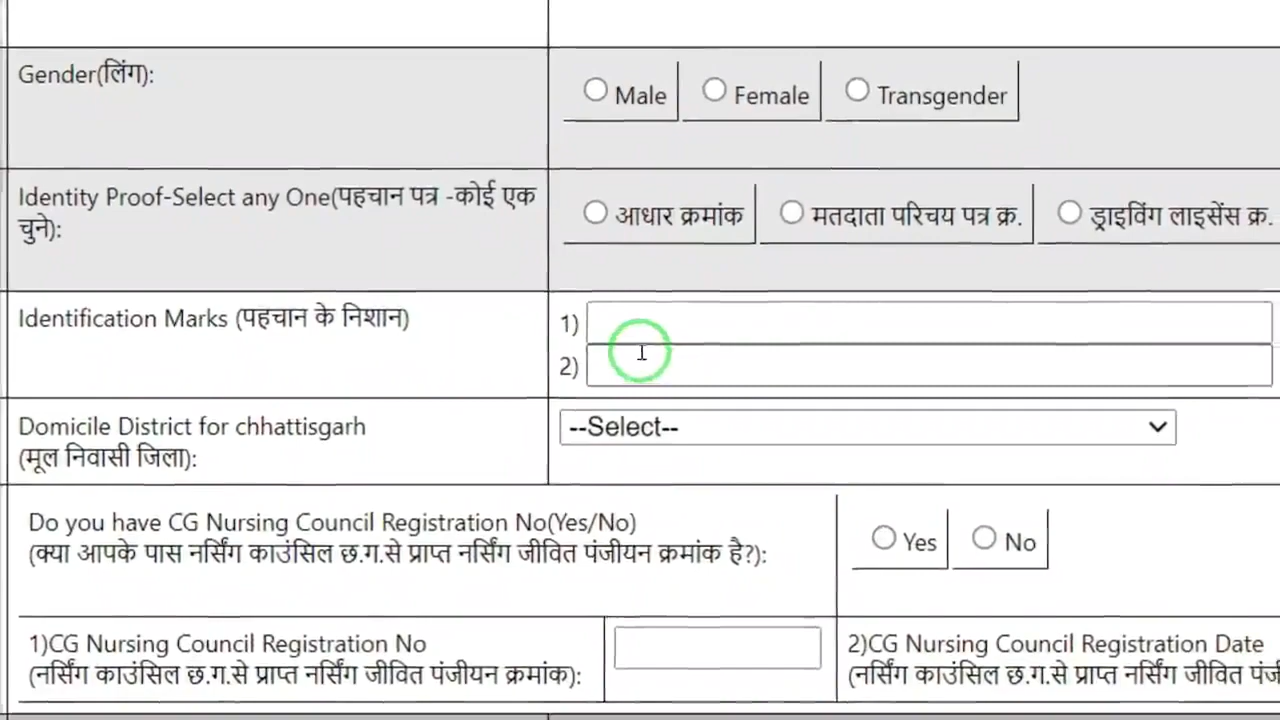 Gender(लिंग):
Male Female Transgender
Identity Proof-Select any One(पहचान पत्र -कोई एक
चुने):
आधार क्रमांक मतदाता परिचय पत्र क्र. ड्राइविंग लाइसेंस क्र.
Identification Marks (पहचान के निशान)
1)
2)
Domicile District for chhattisgarh
(मूल निवासी जिला):
--Select--
Do you have CG Nursing Council Registration No(Yes/No)
(क्या आपके पास नर्सिंग काउंसिल छ.ग.से प्राप्त नर्सिंग जीवित पंजीयन क्रमांक है?):
Yes No
1)CG Nursing Council Registration No
(नर्सिंग काउंसिल छ.ग.से प्राप्त नर्सिंग जीवित पंजीयन क्रमांक):
2)CG Nursing Council Registration Date
(नर्सिंग काउंसिल छ.ग.से प्राप्त नर्सिंग जीवित